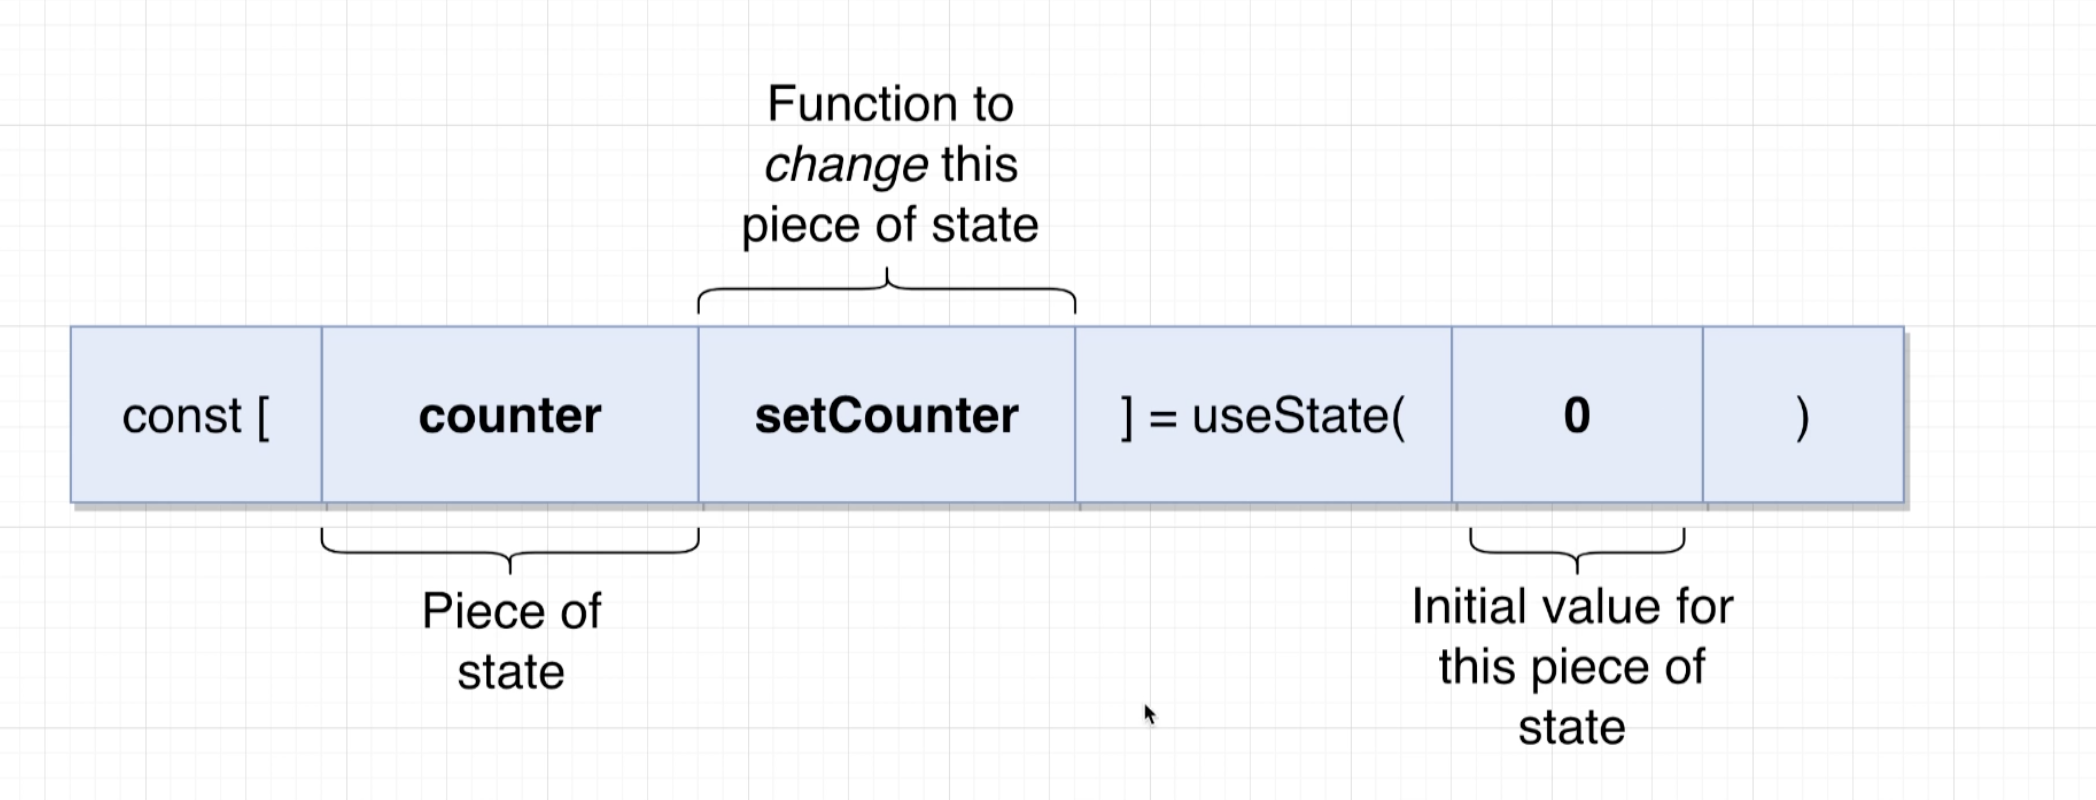 Function to
change this
piece of state
const [ counter setCounter ] = useState( 0 )
Piece of
state
Initial value for
this piece of
state